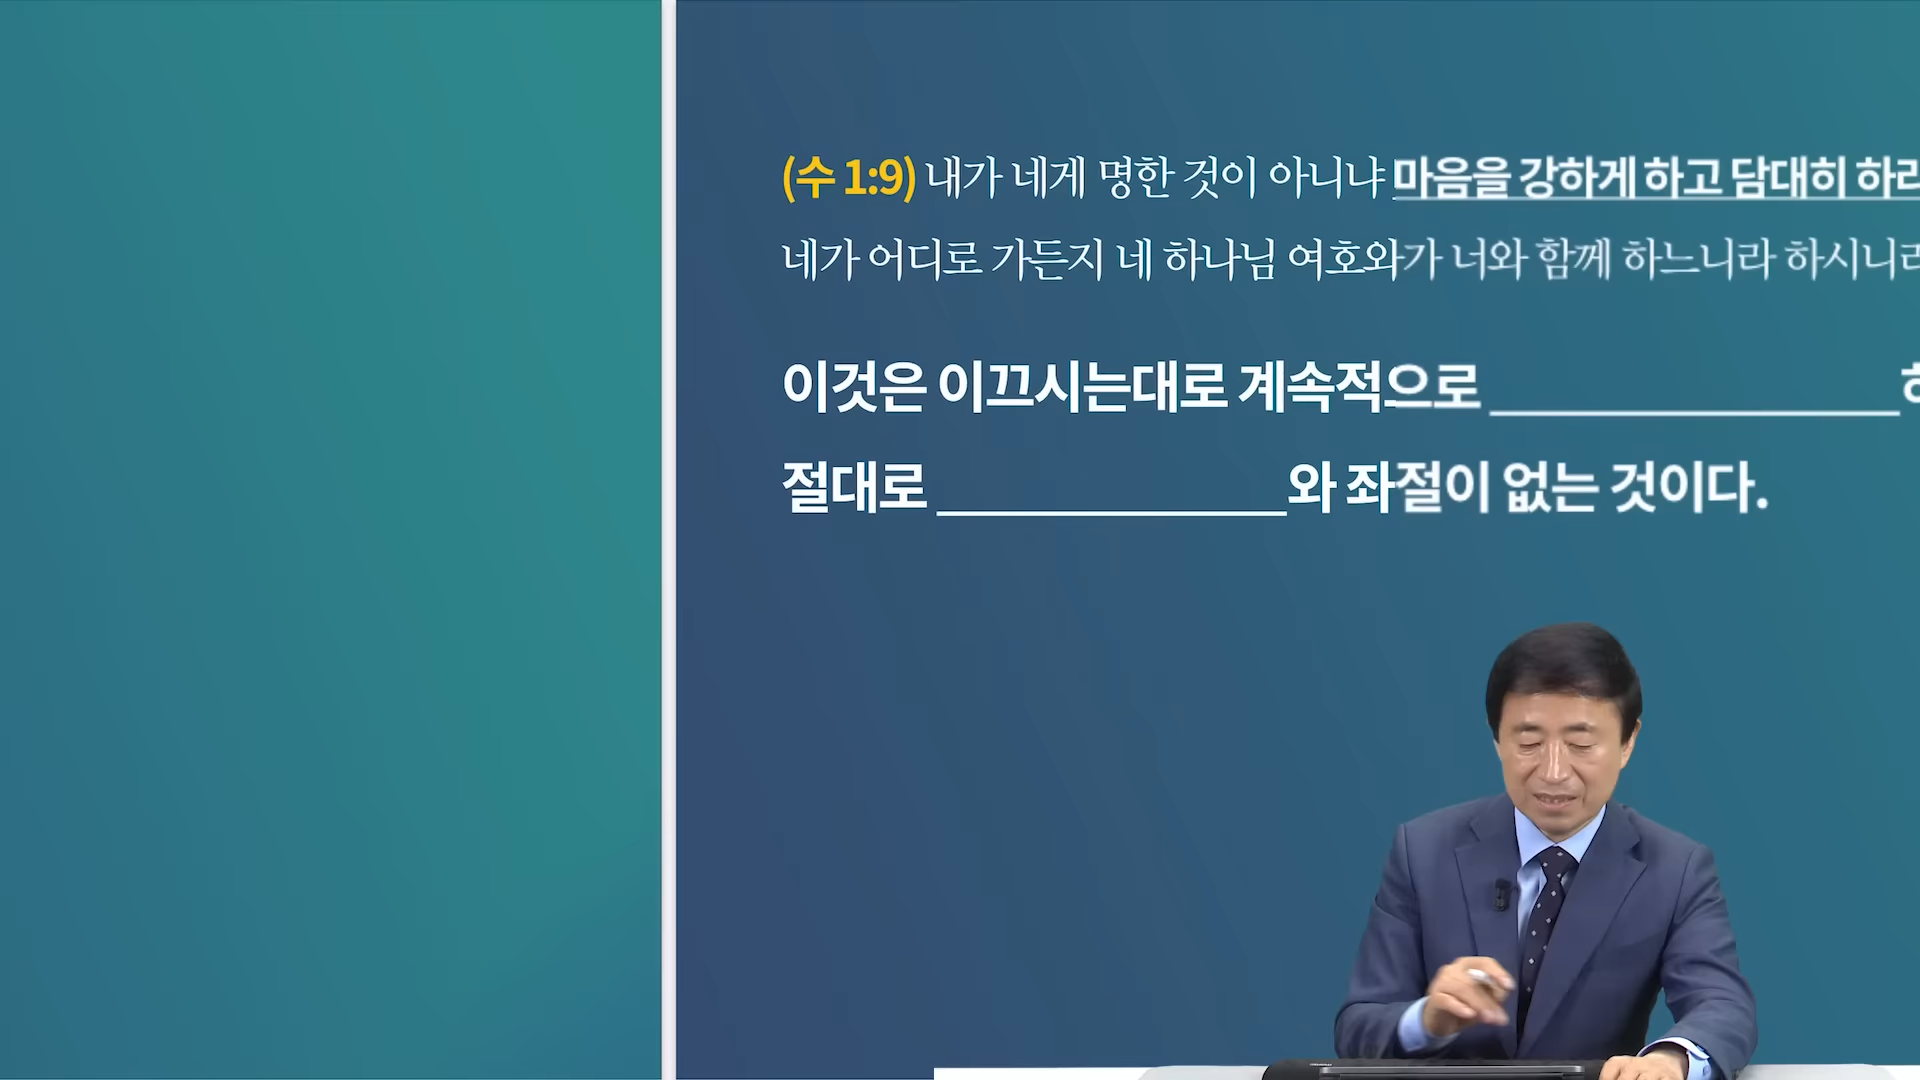 (수 1:9) 내가 네게 명한 것이 아니냐 마음을 강하게 하고 담대히 하라
네가 어디로 가든지 네 하나님 여호와가 너와 함께 하느니라 하시니라
이것은 이끄시는대로 계속적으로 ________________
절대로 ______________와 좌절이 없는 것이다.